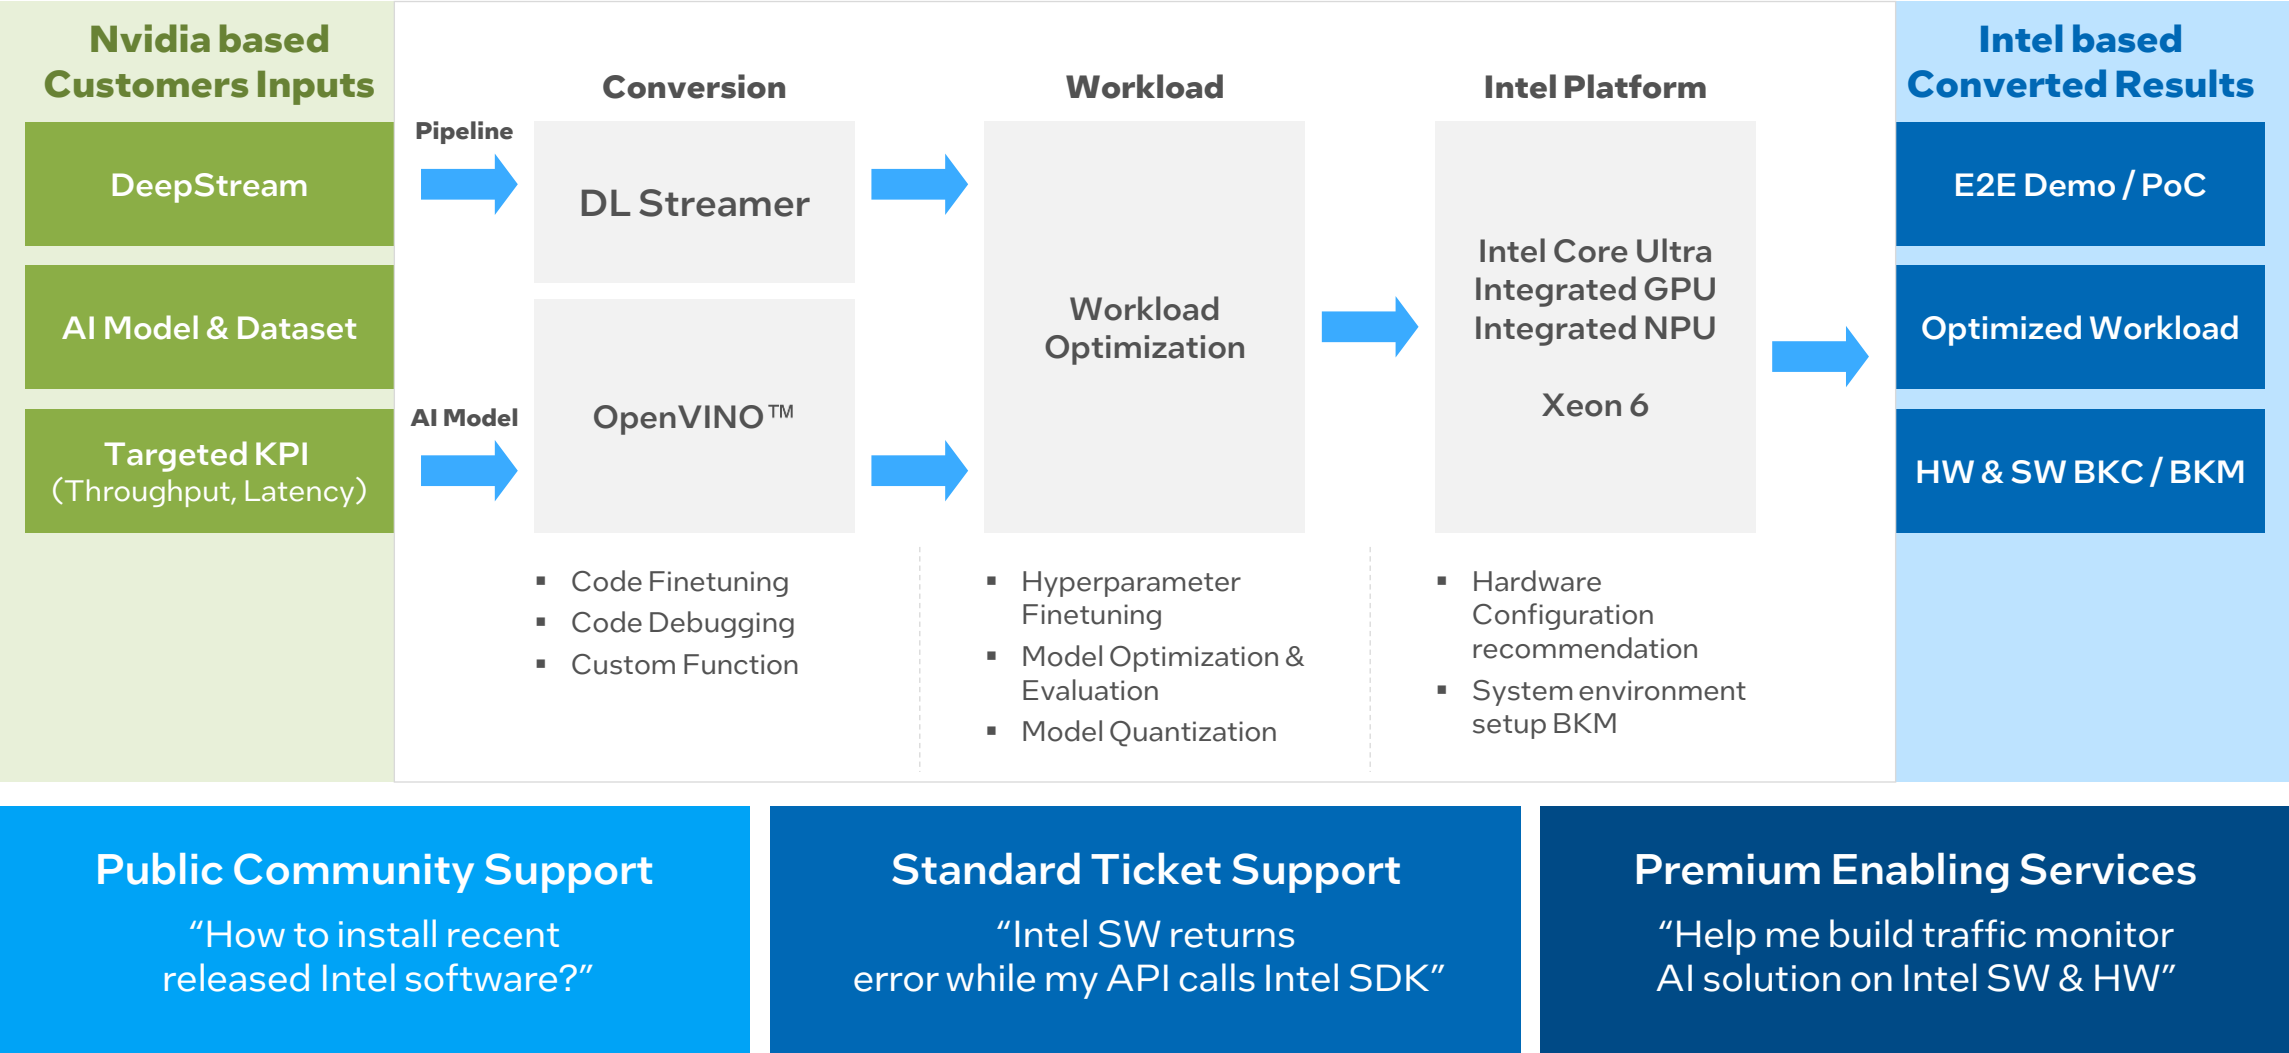 Nvidia based
Customers Inputs
DeepStream
AI Model & Dataset
Targeted KPI
(Throughput, Latency)
Pipeline
AI Model
Conversion
DL Streamer
OpenVINO™
▪ Code Finetuning
▪ Code Debugging
▪ Custom Function
Workload
Workload
Optimization
▪ Hyperparameter
Finetuning
▪ Model Optimization &
Evaluation
▪ Model Quantization
Intel Platform
Intel Core Ultra
Integrated GPU
Integrated NPU
Xeon 6
▪ Hardware
Configuration
recommendation
▪ System environment
setup BKM
Intel based
Converted Results
E2E Demo / PoC
Optimized Workload
HW & SW BKC / BKM
Public Community Support
“How to install recent
released Intel software?”
Standard Ticket Support
“Intel SW returns
error while my API calls Intel SDK”
Premium Enabling Services
“Help me build traffic monitor
AI solution on Intel SW & HW”